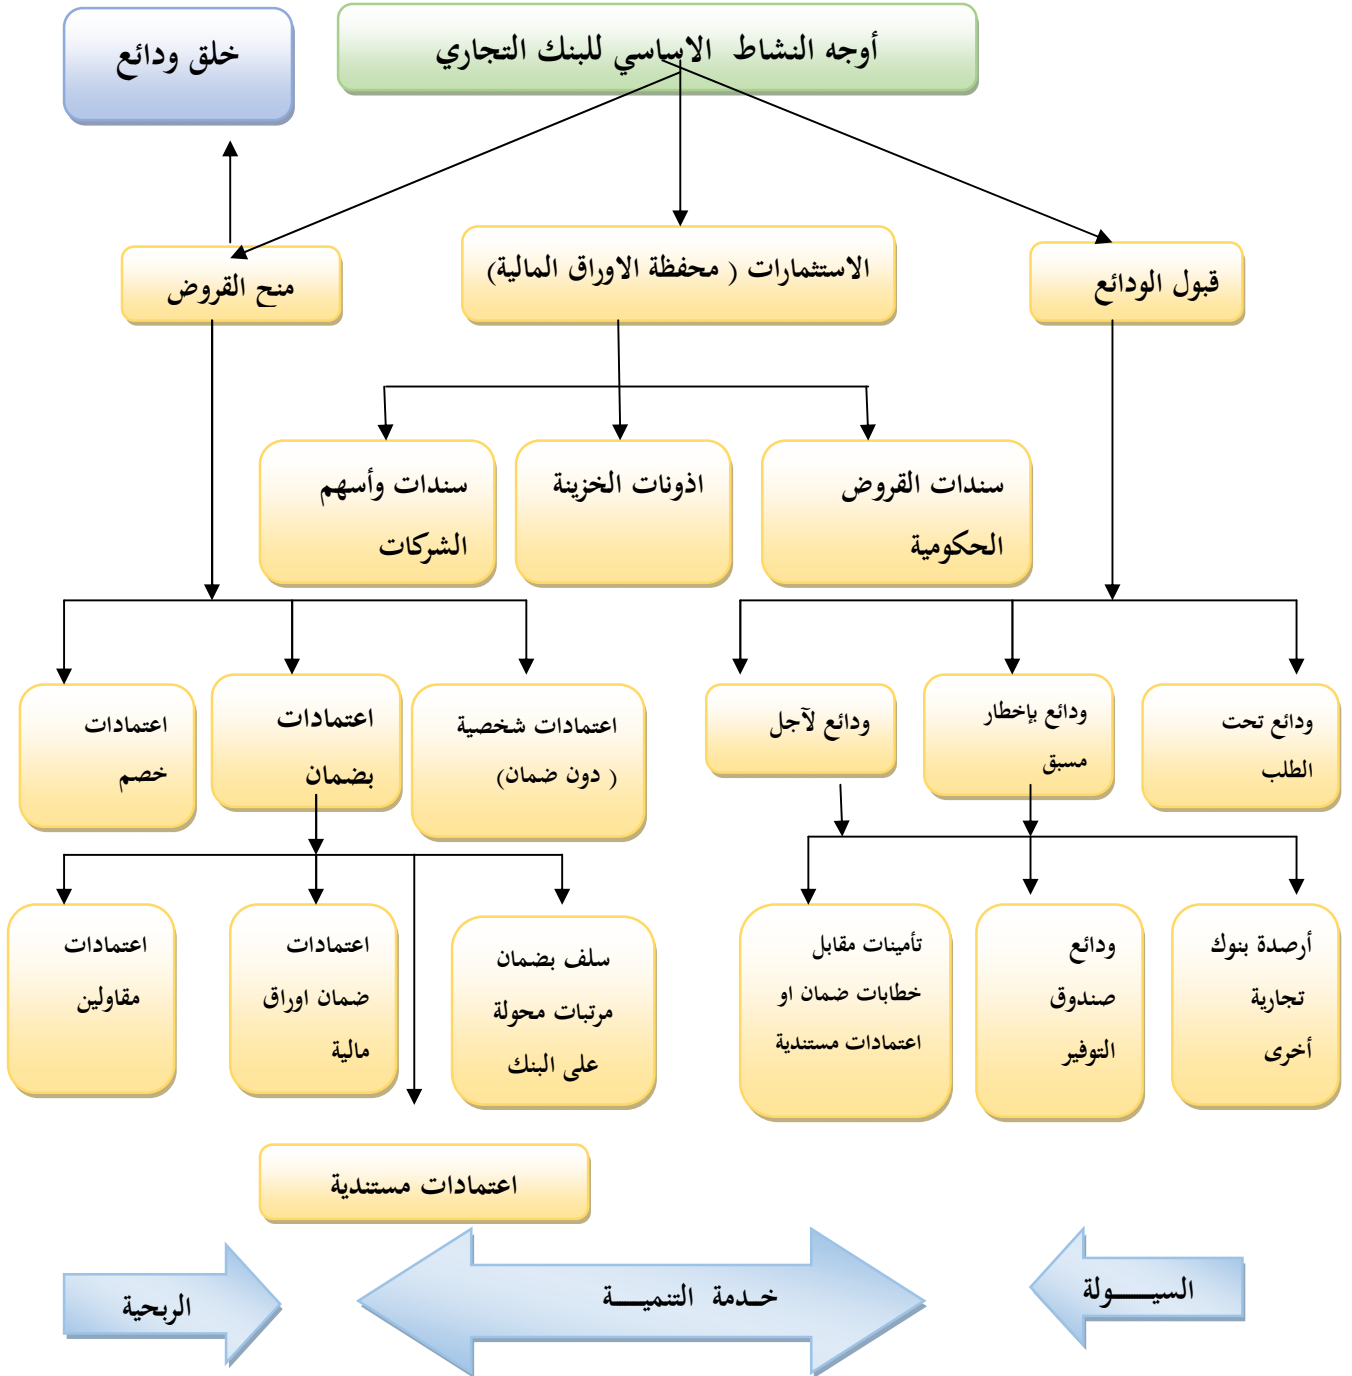 أوجه النشاط الاساسي للبنك التجاري
خلق ودائع
قبول الودائع
الاستثمارات ( محفظة الاوراق المالية)
منح القروض
سندات القروض
الحكومية
اذونات الخزينة
سندات وأسهم
الشركات
ودائع تحت
الطلب
ودائع بإخطار
مسبق
ودائع لآجل
اعتمادات شخصية
( دون ضمان)
اعتمادات
بضمان
اعتمادات
خصم
أرصدة بنوك
تجارية
أخرى
ودائع
صندوق
التوفير
تأمينات مقابل
خطابات ضمان او
اعتمادات مستندية
سلف بضمان
مرتبات محولة
على البنك
اعتمادات
ضمان اوراق
مالية
اعتمادات
مقاولين
اعتمادات مستندية
السيــــولة
خــدمة التنميـــة
الربحية